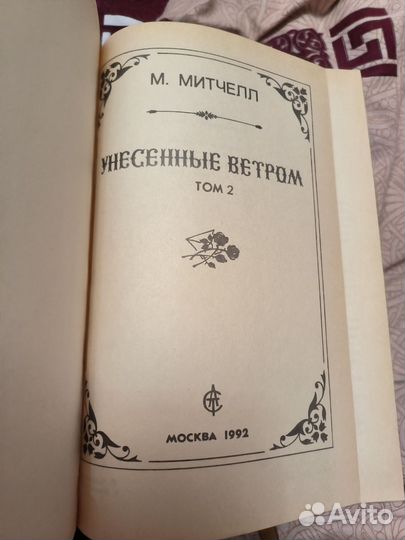 М. МИТЧЕЛЛ
УНЕСЕННЫЕ ВЕТРОМ
ТОМ 2
МОСКВА 1992
Avito